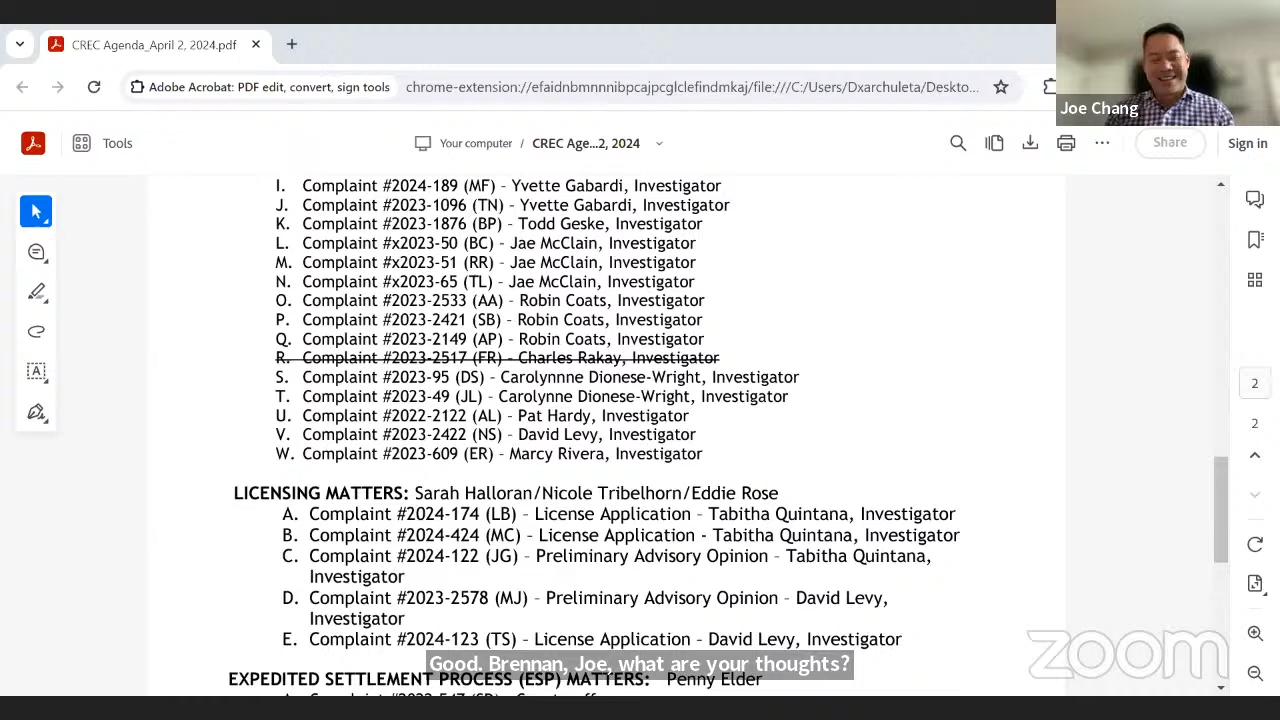 CREC Agenda_April 2, 2024.pdf
Adobe Acrobat: PDF edit, convert, sign tools
chrome-extension://efaidnbmnnnibpcajpcglclefindmkaj/file:///C:/Users/Dxarchuleta/Deskto...
Joe Chang
Tools
Your computer / CREC Age...2, 2024
Share
Sign in
I. Complaint #2024-189 (MF) – Yvette Gabardi, Investigator
J. Complaint #2023-1096 (TN) – Yvette Gabardi, Investigator
K. Complaint #2023-1876 (BP) – Todd Geske, Investigator
L. Complaint #x2023-50 (BC) – Jae McClain, Investigator
M. Complaint #x2023-51 (RR) – Jae McClain, Investigator
N. Complaint #x2023-65 (TL) – Jae McClain, Investigator
O. Complaint #2023-2533 (AA) – Robin Coats, Investigator
P. Complaint #2023-2421 (SB) – Robin Coats, Investigator
Q. Complaint #2023-2149 (AP) – Robin Coats, Investigator
R. Complaint #2023-2517 (FR) – Charles Rakay, Investigator
S. Complaint #2023-95 (DS) – Carolynnne Dionese-Wright, Investigator
T. Complaint #2023-49 (JL) – Carolynne Dionese-Wright, Investigator
U. Complaint #2022-2122 (AL) – Pat Hardy, Investigator
V. Complaint #2023-2422 (NS) – David Levy, Investigator
W. Complaint #2023-609 (ER) – Marcy Rivera, Investigator
2
2
LICENSING MATTERS: Sarah Halloran/Nicole Tribelhorn/Eddie Rose
A. Complaint #2024-174 (LB) – License Application – Tabitha Quintana, Investigator
B. Complaint #2024-424 (MC) – License Application - Tabitha Quintana, Investigator
C. Complaint #2024-122 (JG) – Preliminary Advisory Opinion – Tabitha Quintana,
Investigator
D. Complaint #2023-2578 (MJ) – Preliminary Advisory Opinion – David Levy,
Investigator
E. Complaint #2024-123 (TS) – License Application – David Levy, Investigator
zoom
Good. Brennan, Joe, what are your thoughts?
EXPEDITED SETTLEMENT PROCESS (ESP) MATTERS: Penny Elder